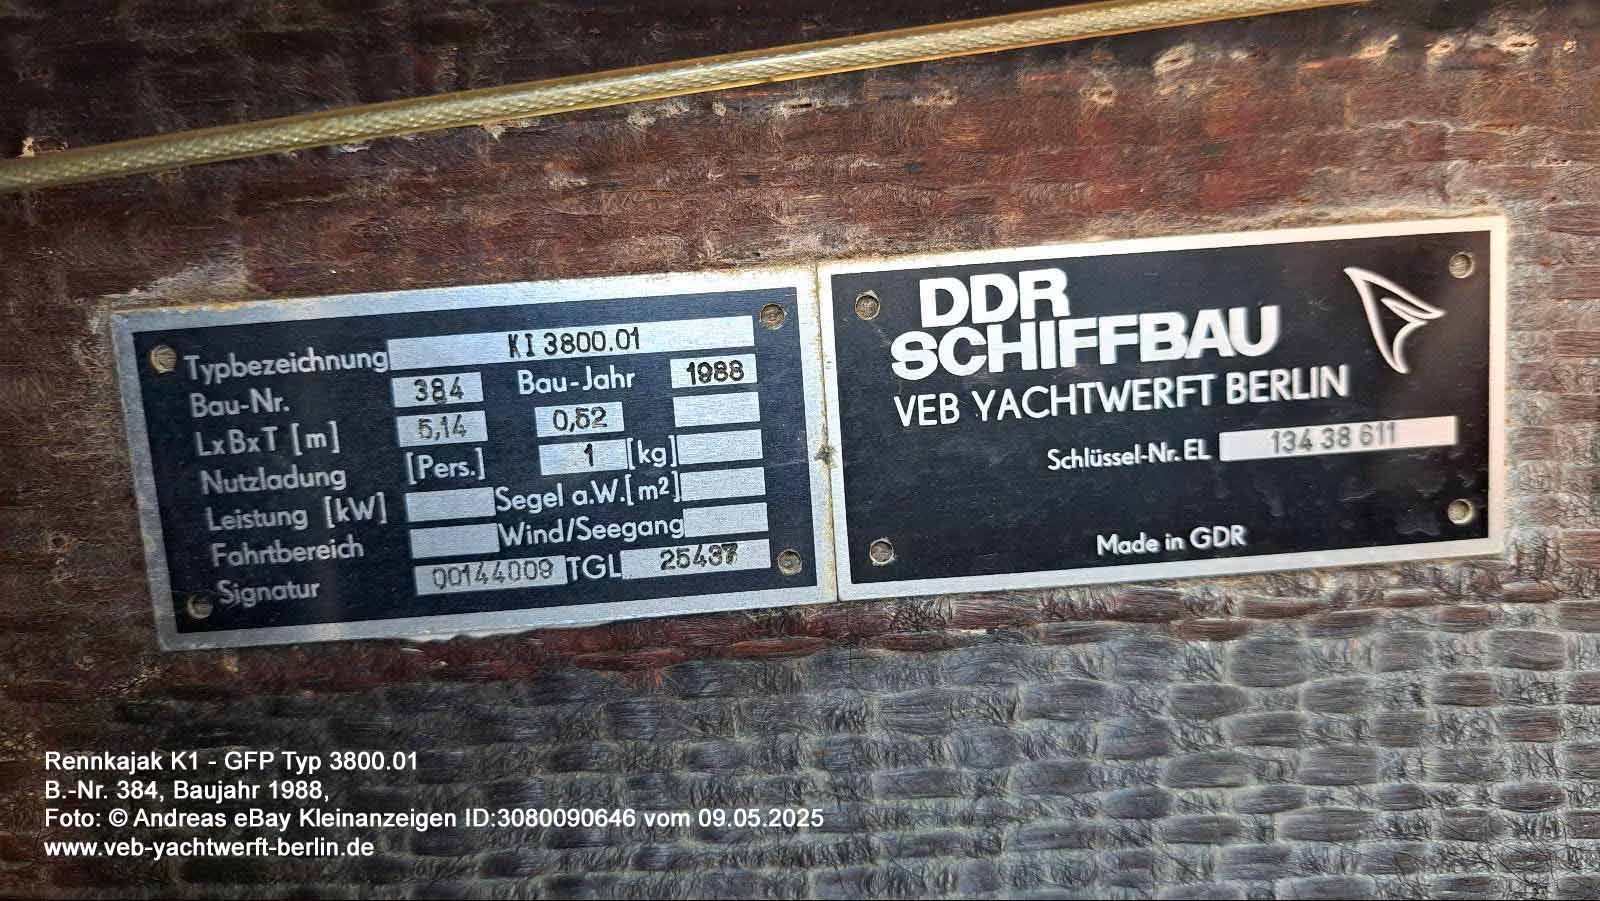 Typbezeichnung KI 3800.01
Bau-Nr. 384 Bau-Jahr 1988
LxBxT [m] 5,14 0,52
Nutzladung [Pers.] 1 [kg]
Leistung [kW] Segel a.W.[m²]
Fahrtbereich Wind/Seegang
Signatur 00144009 TGL 25437
DDR
SCHIFFBAU
VEB YACHTWERFT BERLIN
Schlüssel-Nr. EL 134 38 611
Made in GDR
Rennkajak K1 - GFP Typ 3800.01
B.-Nr. 384, Baujahr 1988,
Foto: © Andreas eBay Kleinanzeigen ID:3080090646 vom 09.05.2025
www.veb-yachtwerft-berlin.de